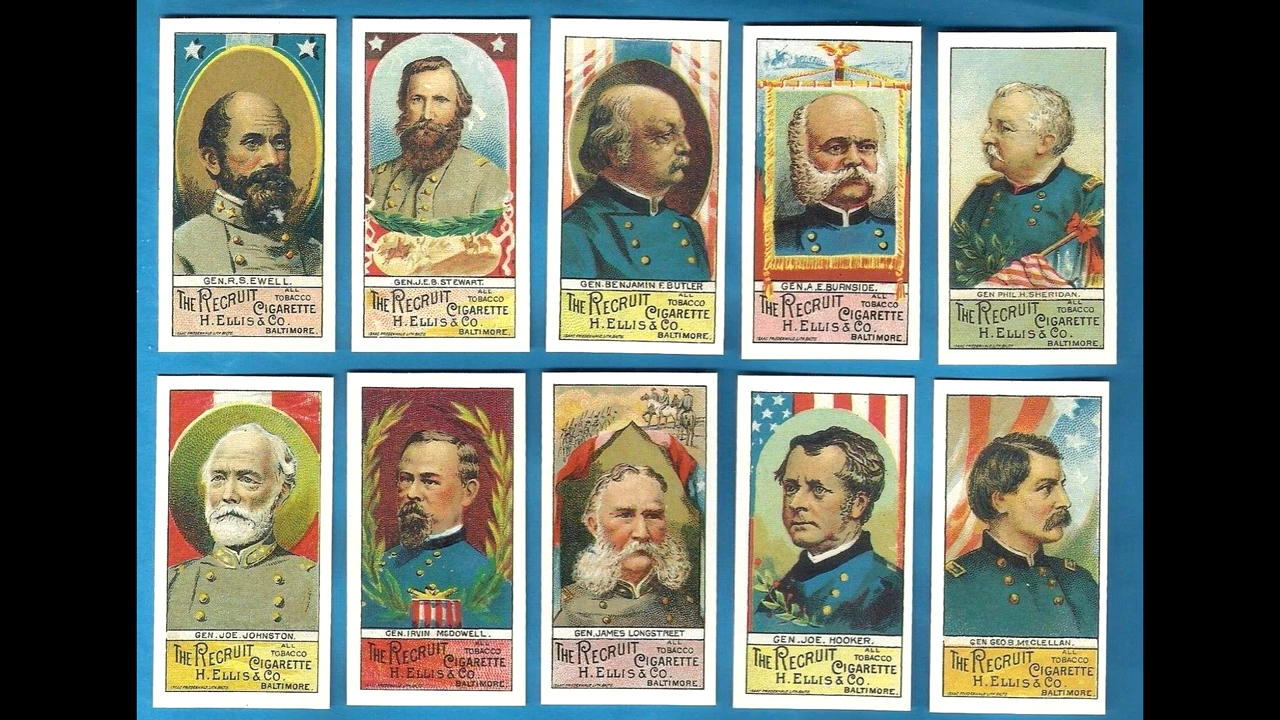 GEN.R.S.EWELL.
THE RECRUIT ALL TOBACCO CIGARETTE
H. ELLIS & CO.
BALTIMORE.
GEN.J.E.B.STEWART.
THE RECRUIT ALL TOBACCO CIGARETTE
H. ELLIS & CO.
BALTIMORE.
GEN.BENJAMIN F.BUTLER
THE RECRUIT ALL TOBACCO CIGARETTE
H. ELLIS & CO.
BALTIMORE.
GEN.A.E.BURNSIDE.
THE RECRUIT ALL TOBACCO CIGARETTE
H. ELLIS & CO.
BALTIMORE.
GEN PHIL H.SHERIDAN.
THE RECRUIT ALL TOBACCO CIGARETTE
H. ELLIS & CO.
BALTIMORE.
GEN.JOE.JOHNSTON.
THE RECRUIT ALL TOBACCO CIGARETTE
H. ELLIS & CO.
BALTIMORE.
GEN.IRVIN McDOWELL.
THE RECRUIT ALL TOBACCO CIGARETTE
H. ELLIS & CO.
BALTIMORE.
GEN.JAMES LONGSTREET
THE RECRUIT ALL TOBACCO CIGARETTE
H. ELLIS & CO.
BALTIMORE.
GEN.JOE.HOOKER.
THE RECRUIT ALL TOBACCO CIGARETTE
H. ELLIS & CO.
BALTIMORE.
GEN GEO B.McCLELLAN.
THE RECRUIT ALL TOBACCO CIGARETTE
H. ELLIS & CO.
BALTIMORE.